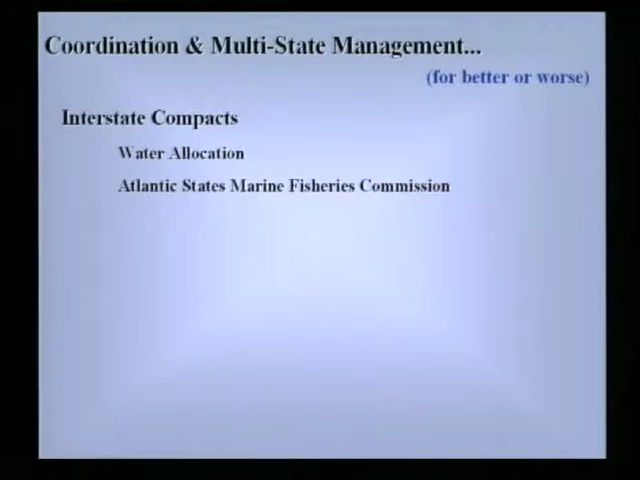 Coordination & Multi-State Management...
(for better or worse)
Interstate Compacts
Water Allocation
Atlantic States Marine Fisheries Commission